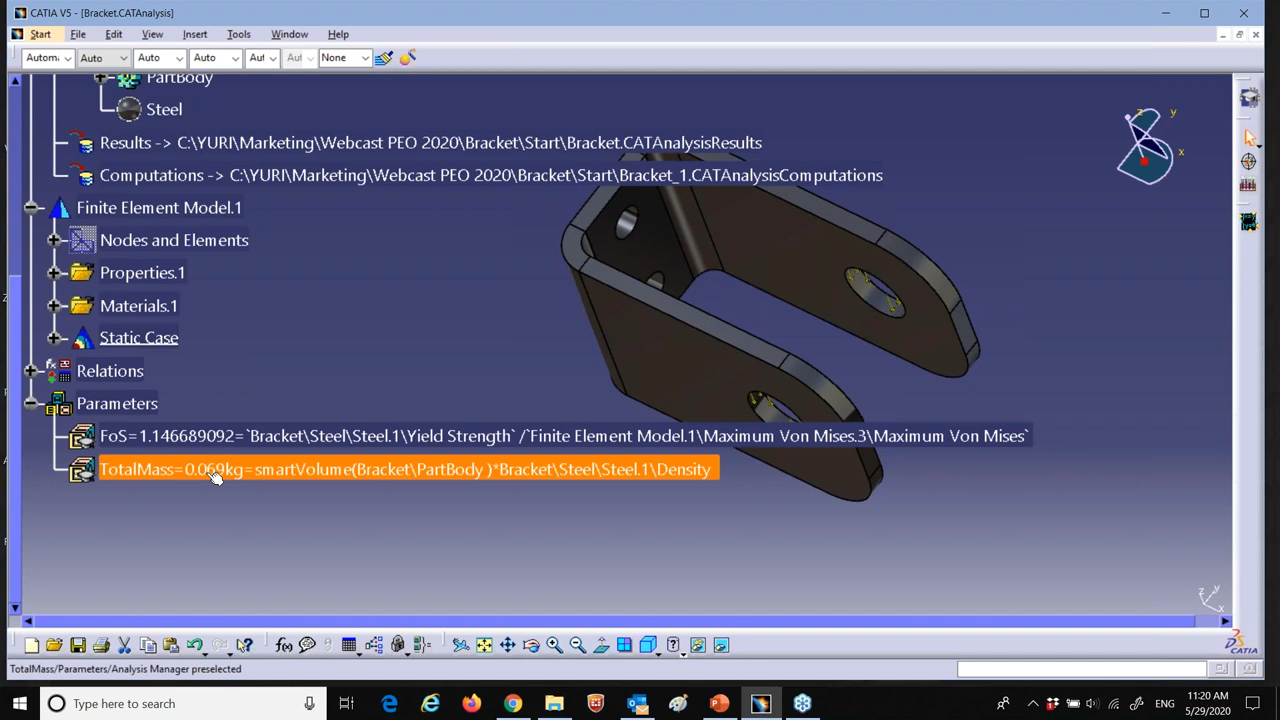 CATIA V5 - [Bracket.CATAnalysis]
Start File Edit View Insert Tools Window Help
Automa Auto Auto Auto Aut Aut None
PartBody
Steel
Results -> C:\YURI\Marketing\Webcast PEO 2020\Bracket\Start\Bracket.CATAnalysisResults
Computations -> C:\YURI\Marketing\Webcast PEO 2020\Bracket\Start\Bracket_1.CATAnalysisComputations
Finite Element Model.1
Nodes and Elements
Properties.1
Materials.1
Static Case
Relations
Parameters
FoS=1.146689092=`Bracket\Steel\Steel.1\Yield Strength` /`Finite Element Model.1\Maximum Von Mises.3\Maximum Von Mises`
TotalMass=0.069kg=smartVolume(Bracket\PartBody )*Bracket\Steel\Steel.1\Density
z y x
z y x
CATIA
TotalMass/Parameters/Analysis Manager preselected
Type here to search
ENG
11:20 AM
5/29/2020